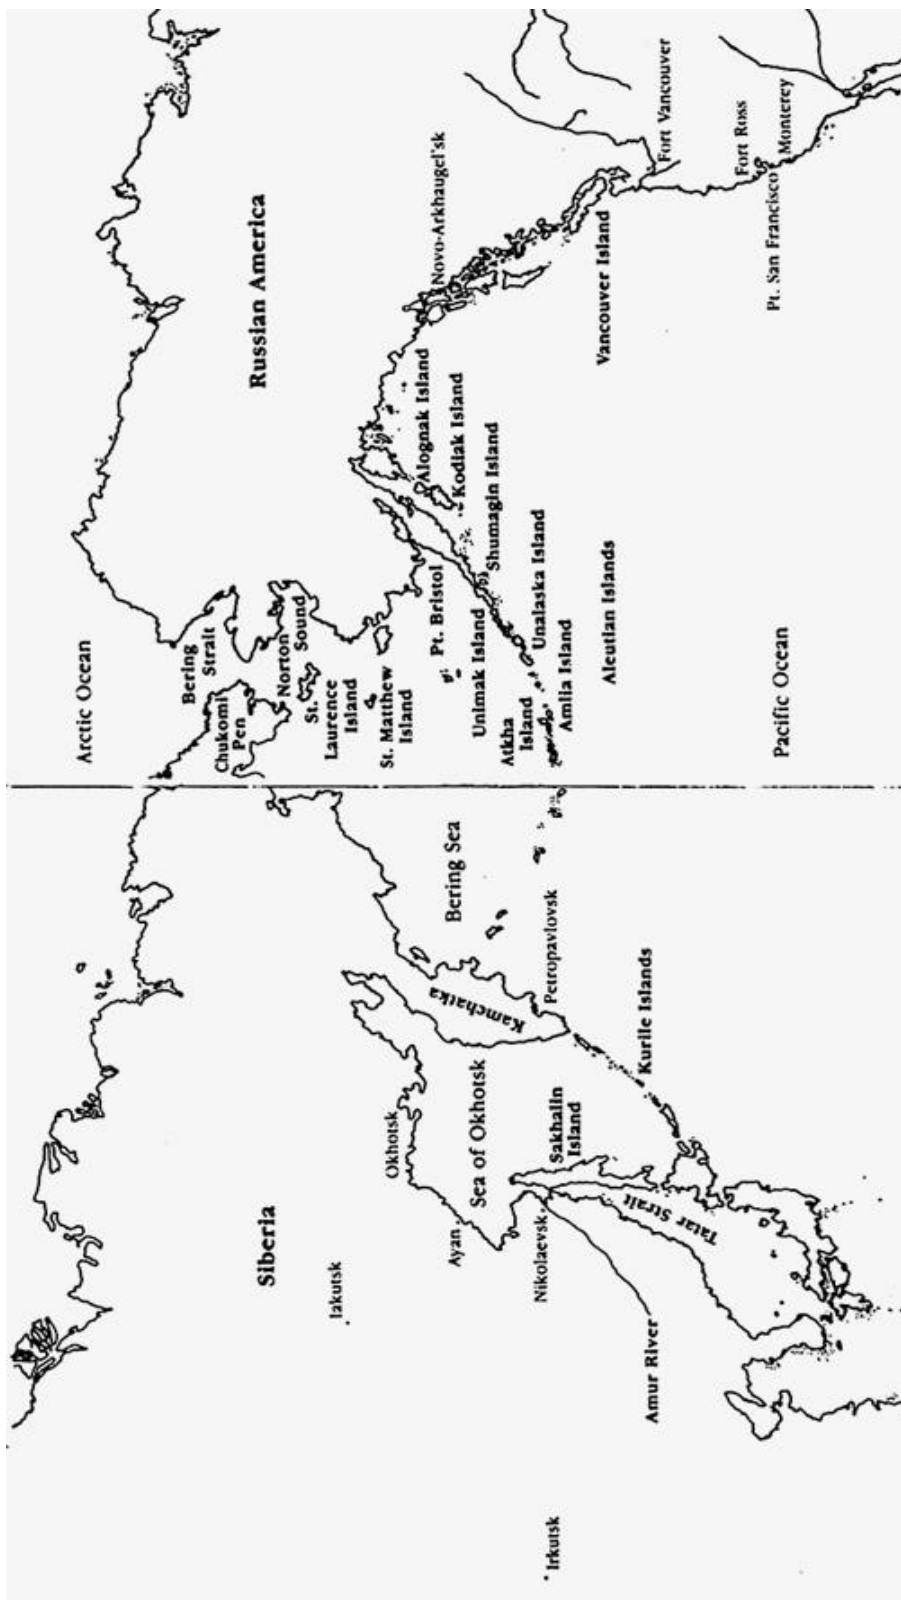 Arctic Ocean
Siberia
Iakutsk
Irkutsk
Okhotsk
Ayan
Sea of Okhotsk
Nikolaevsk
Amur River
Tatar Strait
Sakhalin
Island
Kurile Islands
Kamchatka
Petropavlovsk
Bering Sea
Chukomi
Pen
Bering
Strait
Norton
Sound
St.
Laurence
Island
St. Matthew
Island
Pt. Bristol
Unimak Island
Atkha
Island
Amlia Island
Unalaska Island
Aleutian Islands
Shumagin Island
Kodiak Island
Alognak Island
Russian America
Novo-Arkhaugel'sk
Vancouver Island
Fort Vancouver
Fort Ross
Pt. San Francisco
Monterey
Pacific Ocean